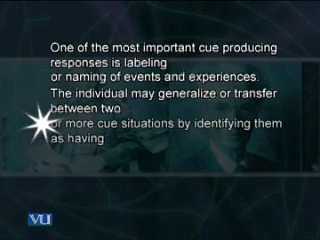 One of the most important cue producing
responses is labeling
or naming of events and experiences.
The individual may generalize or transfer
between two
or more cue situations by identifying them
as having
VU